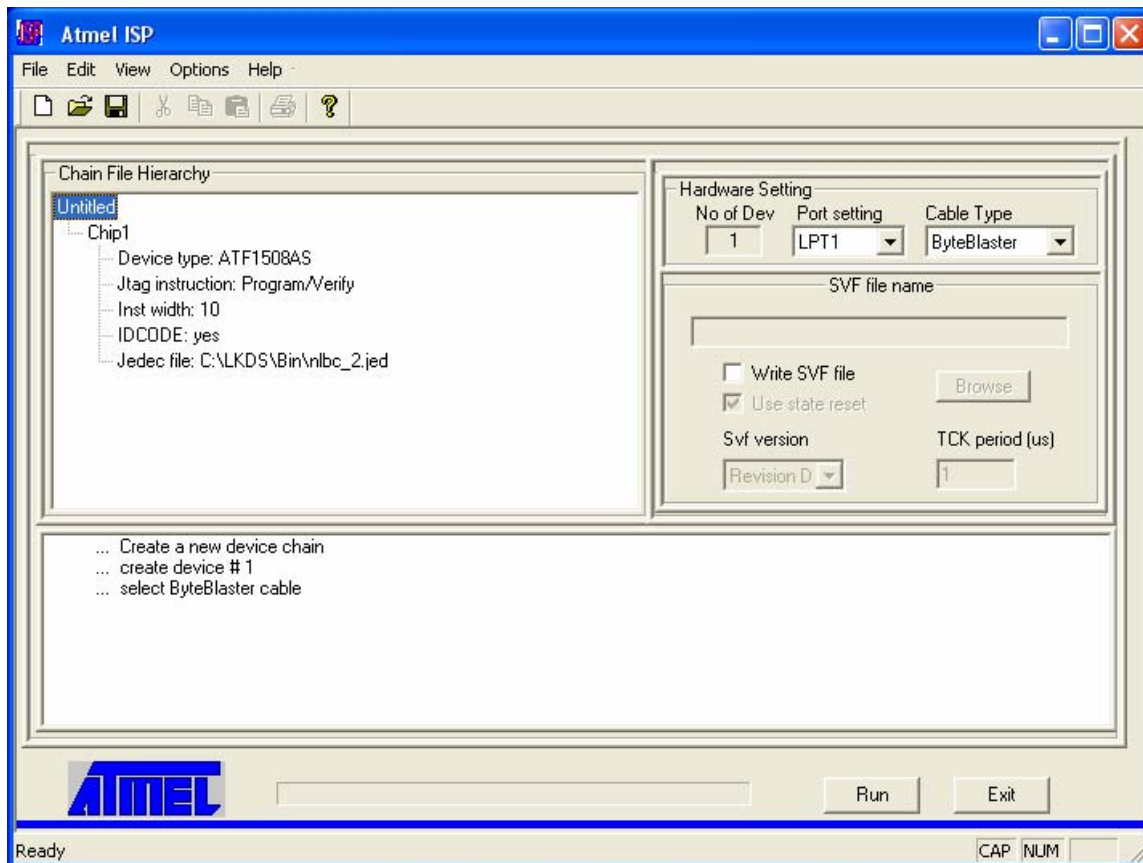 Atmel ISP
File Edit View Options Help
Chain File Hierarchy
Untitled
Chip1
Device type: ATF1508AS
Jtag instruction: Program/Verify
Inst width: 10
IDCODE: yes
Jedec file: C:\LKDS\Bin\nlbc_2.jed
Hardware Setting
No of Dev Port setting Cable Type
1 LPT1 ByteBlaster
SVF file name
Write SVF file
Browse
Use state reset
Svf version TCK period (us)
Revision D 1
... Create a new device chain
... create device # 1
... select ByteBlaster cable
ATMEL
Run Exit
Ready CAP NUM